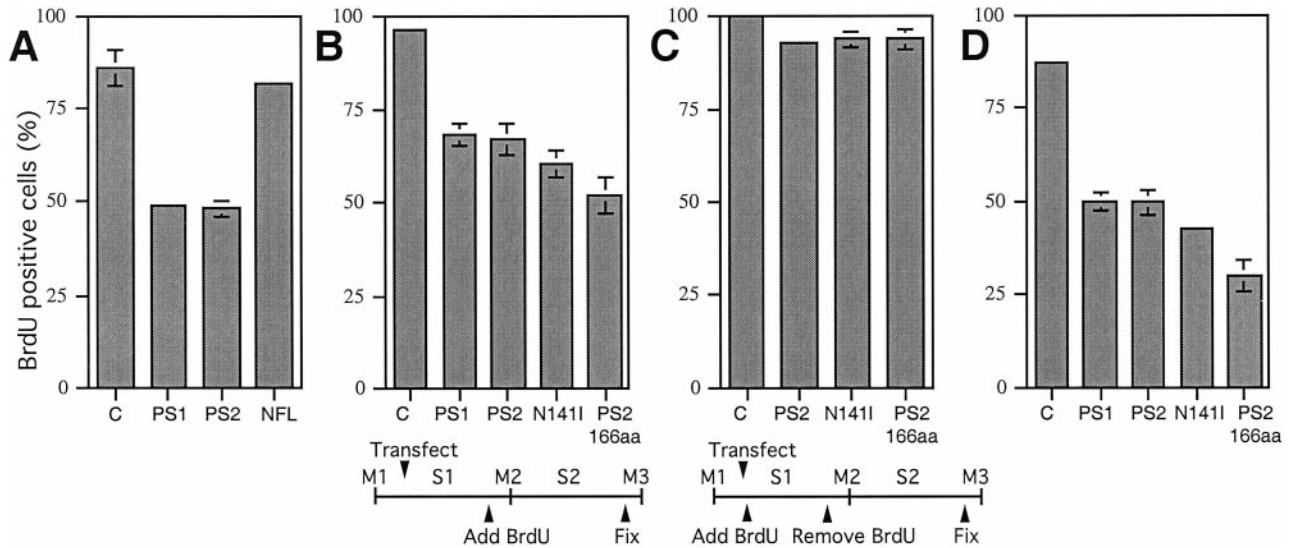 A
B
C
D
BrdU positive cells (%)
100
75
50
25
0
C PS1 PS2 NFL
100
75
50
25
0
C PS1 PS2 N141I PS2
166aa
100
75
50
25
0
C PS2 N141I PS2
166aa
100
75
50
25
0
C PS1 PS2 N141I PS2
166aa
Transfect
M1 S1 M2 S2 M3
Add BrdU Fix
Transfect
M1 S1 M2 S2 M3
Add BrdU Remove BrdU Fix